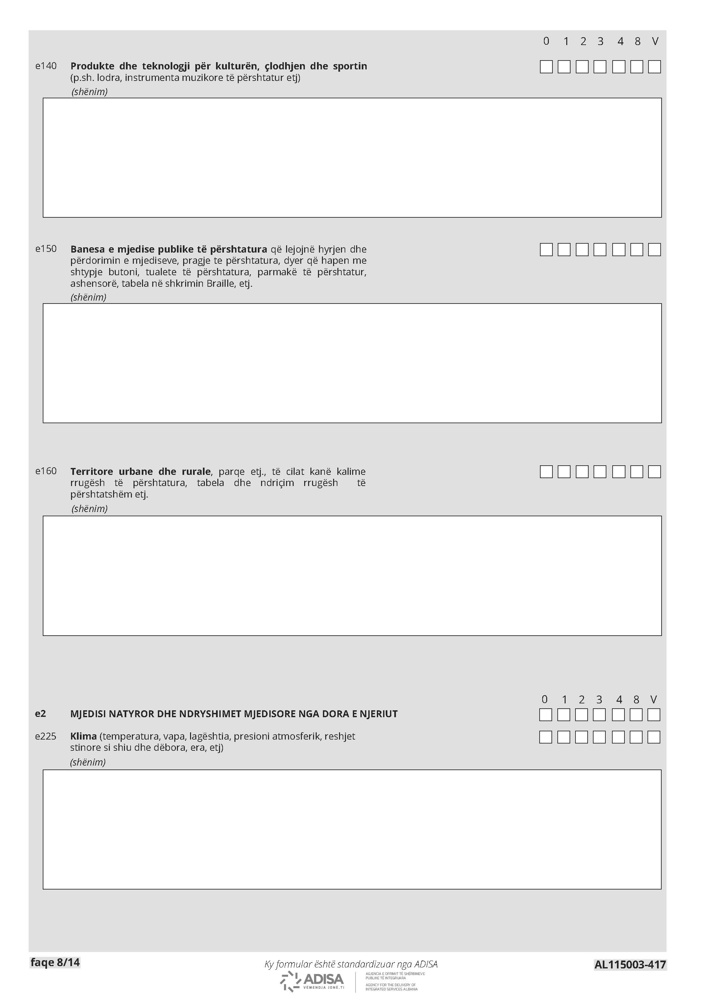 0 1 2 3 4 8 V
e140 Produkte dhe teknologji për kulturën, çlodhjen dhe sportin
(p.sh. lodra, instrumenta muzikore të përshtatur etj)
(shënim)
e150 Banesa e mjedise publike të përshtatura që lejojnë hyrjen dhe
përdorimin e mjediseve, pragje te përshtatura, dyer që hapen me
shtypje butoni, tualete të përshtatura, parmakë të përshtatur,
ashensorë, tabela në shkrimin Braille, etj.
(shënim)
e160 Territore urbane dhe rurale, parqe etj., të cilat kanë kalime
rrugësh të përshtatura, tabela dhe ndriçim rrugësh të
përshtatshëm etj.
(shënim)
0 1 2 3 4 8 V
e2 MJEDISI NATYROR DHE NDRYSHIMET MJEDISORE NGA DORA E NJERIUT
e225 Klima (temperatura, vapa, lagështia, presioni atmosferik, reshjet
stinore si shiu dhe dëbora, era, etj)
(shënim)
faqe 8/14
Ky formular është standardizuar nga ADISA
AL115003-417
ADISA
VËMENDJA JONË,TI
AGJENCIA E OFRIMIT TË SHËRBIMEVE
PUBLIKE TË INTEGRUARA
AGENCY FOR THE DELIVERY OF
INTEGRATED SERVICES ALBANIA